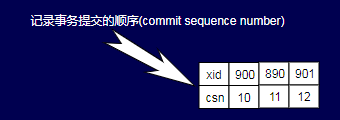 记录事务提交的顺序(commit sequence number)
xid 900 890 901
csn 10 11 12